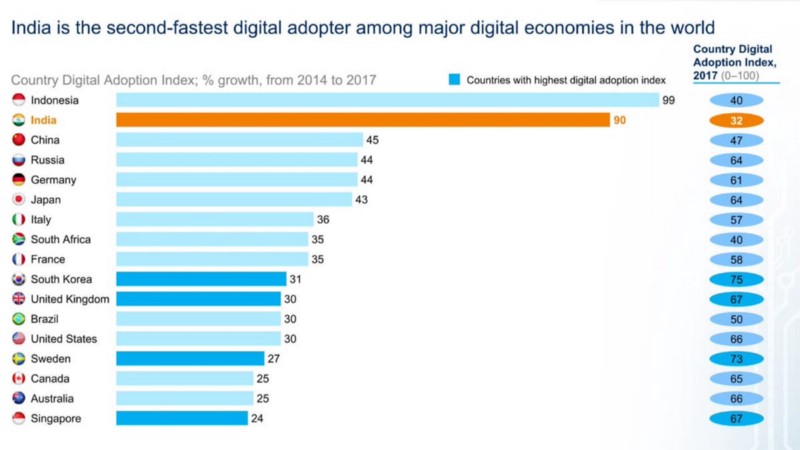 India is the second-fastest digital adopter among major digital economies in the world
Country Digital Adoption Index; % growth, from 2014 to 2017
Countries with highest digital adoption index
Country Digital
Adoption Index,
2017 (0–100)
Indonesia 99 40
India 90 32
China 45 47
Russia 44 64
Germany 44 61
Japan 43 64
Italy 36 57
South Africa 35 40
France 35 58
South Korea 31 75
United Kingdom 30 67
Brazil 30 50
United States 30 66
Sweden 27 73
Canada 25 65
Australia 25 66
Singapore 24 67